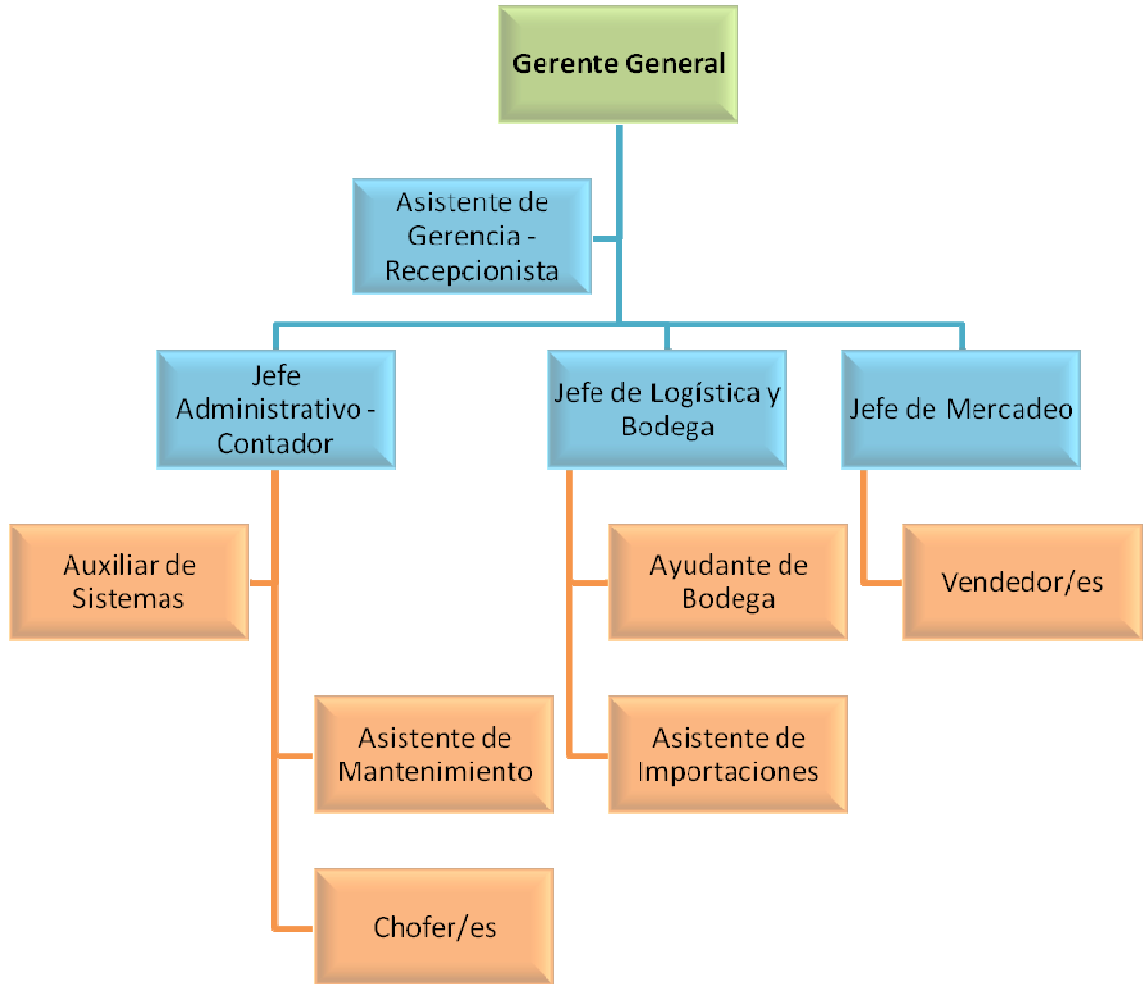 Gerente General
Asistente de
Gerencia -
Recepcionista
Jefe
Administrativo -
Contador
Jefe de Logística y
Bodega
Jefe de Mercadeo
Auxiliar de
Sistemas
Ayudante de
Bodega
Vendedor/es
Asistente de
Mantenimiento
Asistente de
Importaciones
Chofer/es